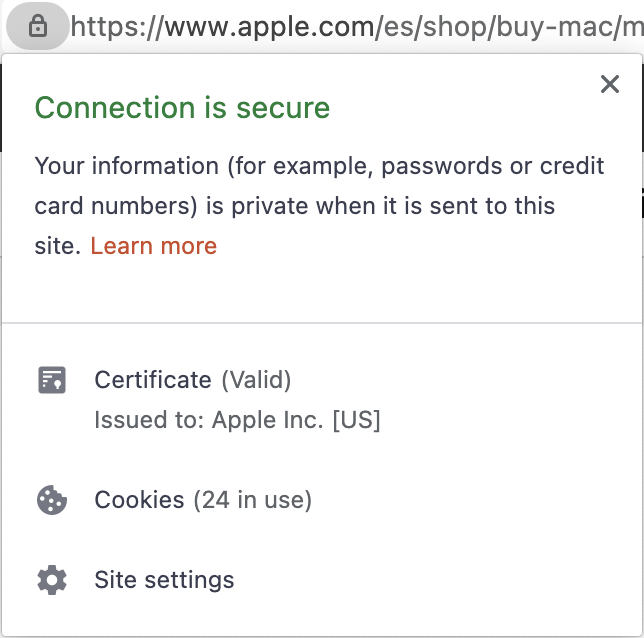 https://www.apple.com/es/shop/buy-mac/m
Connection is secure
Your information (for example, passwords or credit
card numbers) is private when it is sent to this
site. Learn more
Certificate (Valid)
Issued to: Apple Inc. [US]
Cookies (24 in use)
Site settings